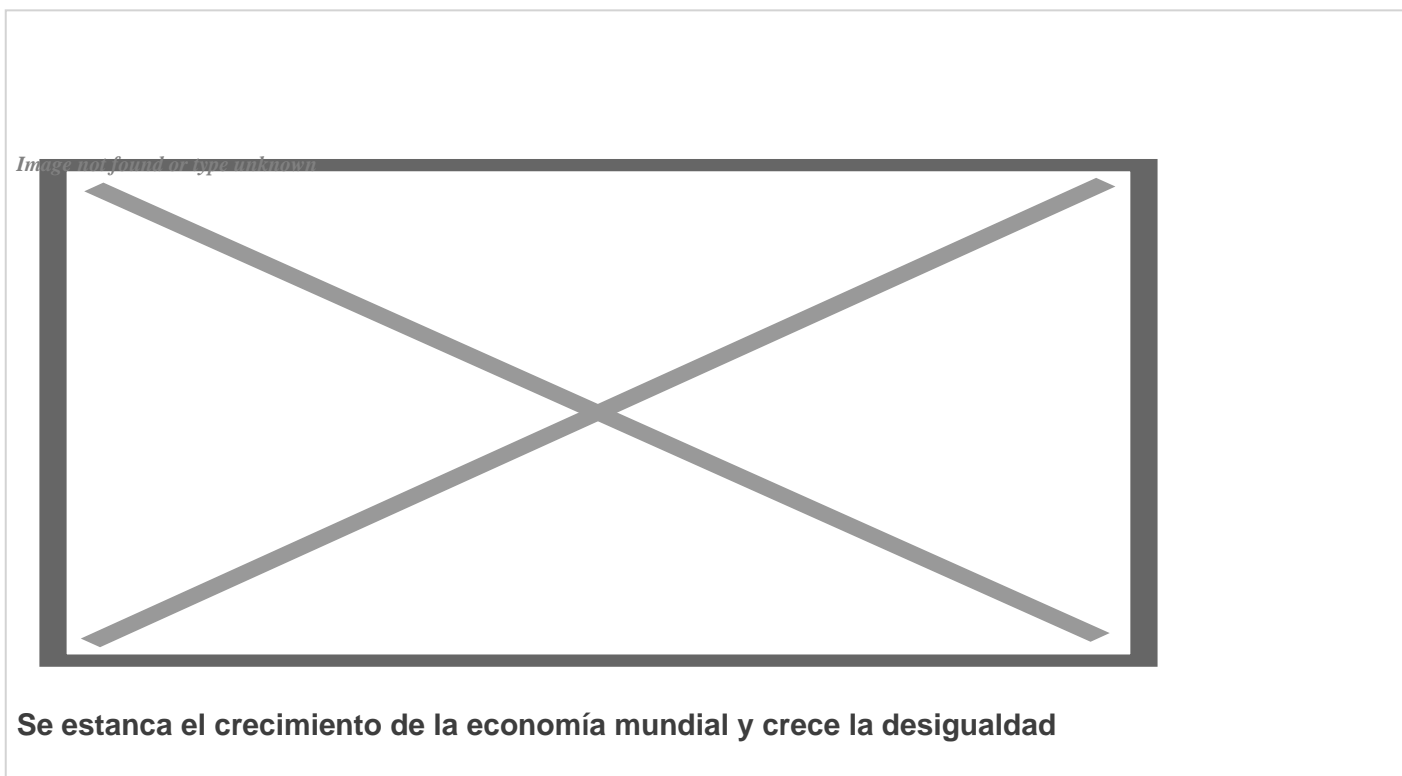 Image not found or type unknown
Se estanca el crecimiento de la economía mundial y crece la desigualdad